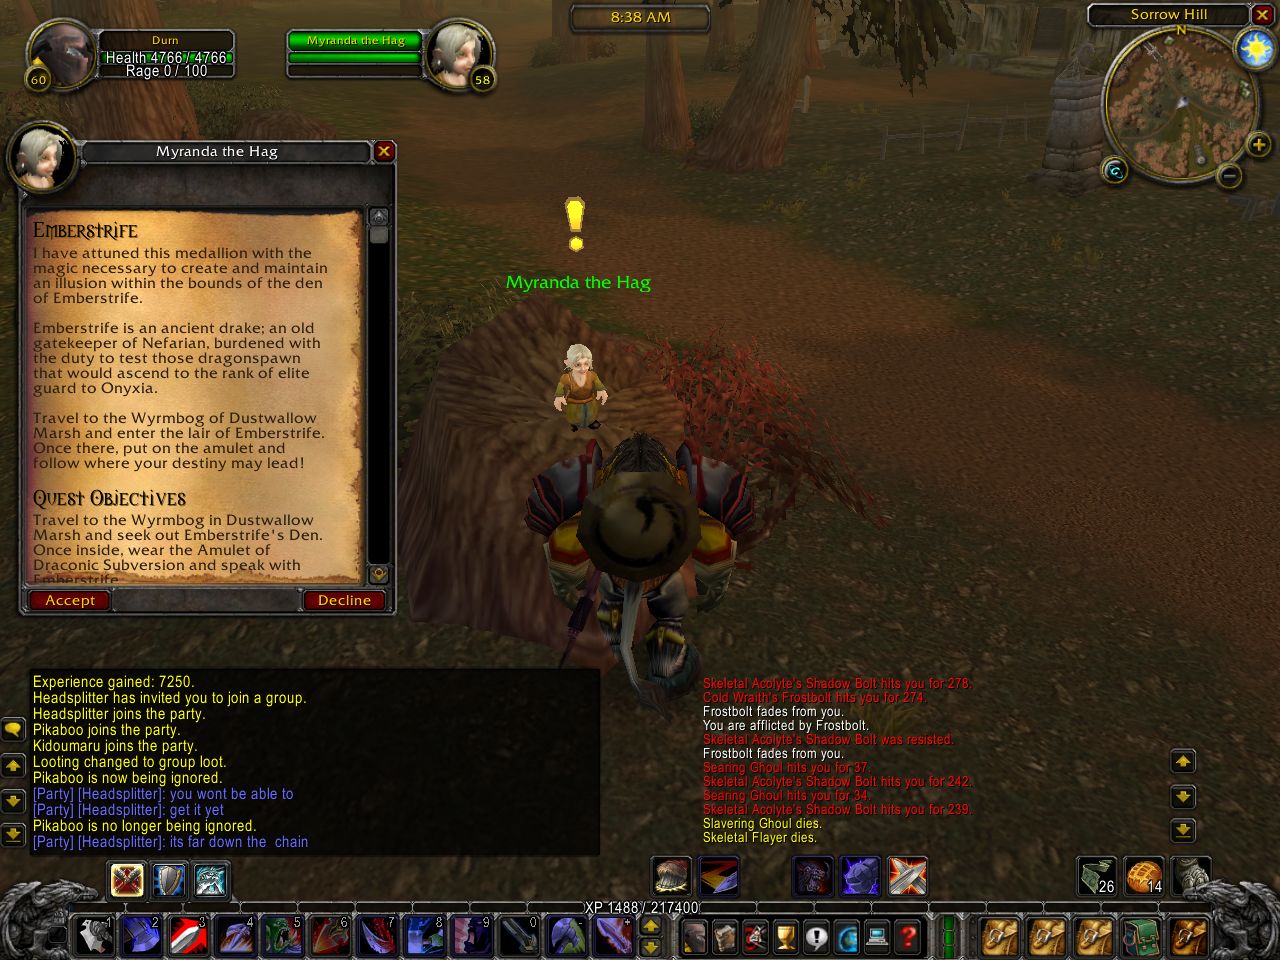 8:38 AM
Sorrow Hill
N
Durn
Health 4766 / 4766
Rage 0 / 100
60
Myranda the Hag
58
Myranda the Hag
Emberstrife
I have attuned this medallion with the
magic necessary to create and maintain
an illusion within the bounds of the den
of Emberstrife.
Emberstrife is an ancient drake; an old
gatekeeper of Nefarian, burdened with
the duty to test those dragonspawn
that would ascend to the rank of elite
guard to Onyxia.
Travel to the Wyrmbog of Dustwallow
Marsh and enter the lair of Emberstrife.
Once there, put on the amulet and
follow where your destiny may lead!
Quest Objectives
Travel to the Wyrmbog in Dustwallow
Marsh and seek out Emberstrife's Den.
Once inside, wear the Amulet of
Draconic Subversion and speak with
Emberstrife
Accept
Decline
Myranda the Hag
Experience gained: 7250.
Headsplitter has invited you to join a group.
Headsplitter joins the party.
Pikaboo joins the party.
Kidoumaru joins the party.
Looting changed to group loot.
Pikaboo is now being ignored.
[Party] [Headsplitter]: you wont be able to
[Party] [Headsplitter]: get it yet
Pikaboo is no longer being ignored.
[Party] [Headsplitter]: its far down the  chain
Skeletal Acolyte's Shadow Bolt hits you for 278.
Cold Wraith's Frostbolt hits you for 274.
Frostbolt fades from you.
You are afflicted by Frostbolt.
Skeletal Acolyte's Shadow Bolt was resisted.
Frostbolt fades from you.
Searing Ghoul hits you for 37.
Skeletal Acolyte's Shadow Bolt hits you for 242.
Searing Ghoul hits you for 34.
Skeletal Acolyte's Shadow Bolt hits you for 239.
Slavering Ghoul dies.
Skeletal Flayer dies.
26
14
XP 1488 / 217400
1 2 3 4 5 6 7 8 9 0 - +